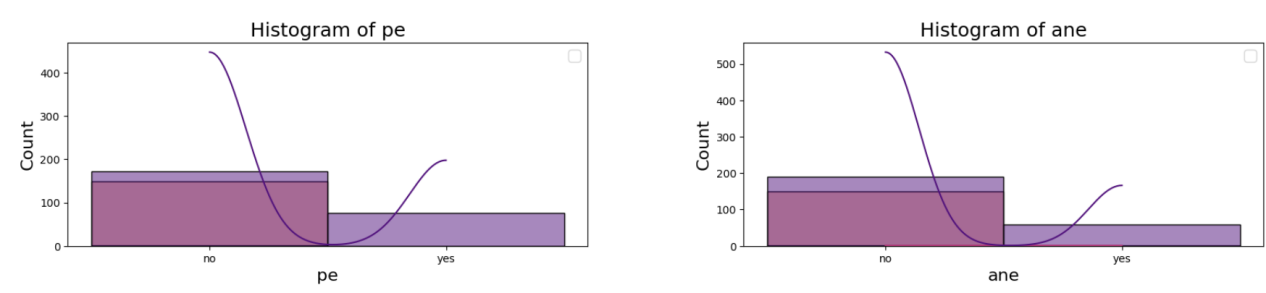 Histogram of pe
Count
400
300
200
100
0
no
yes
pe
Histogram of ane
Count
500
400
300
200
100
0
no
yes
ane